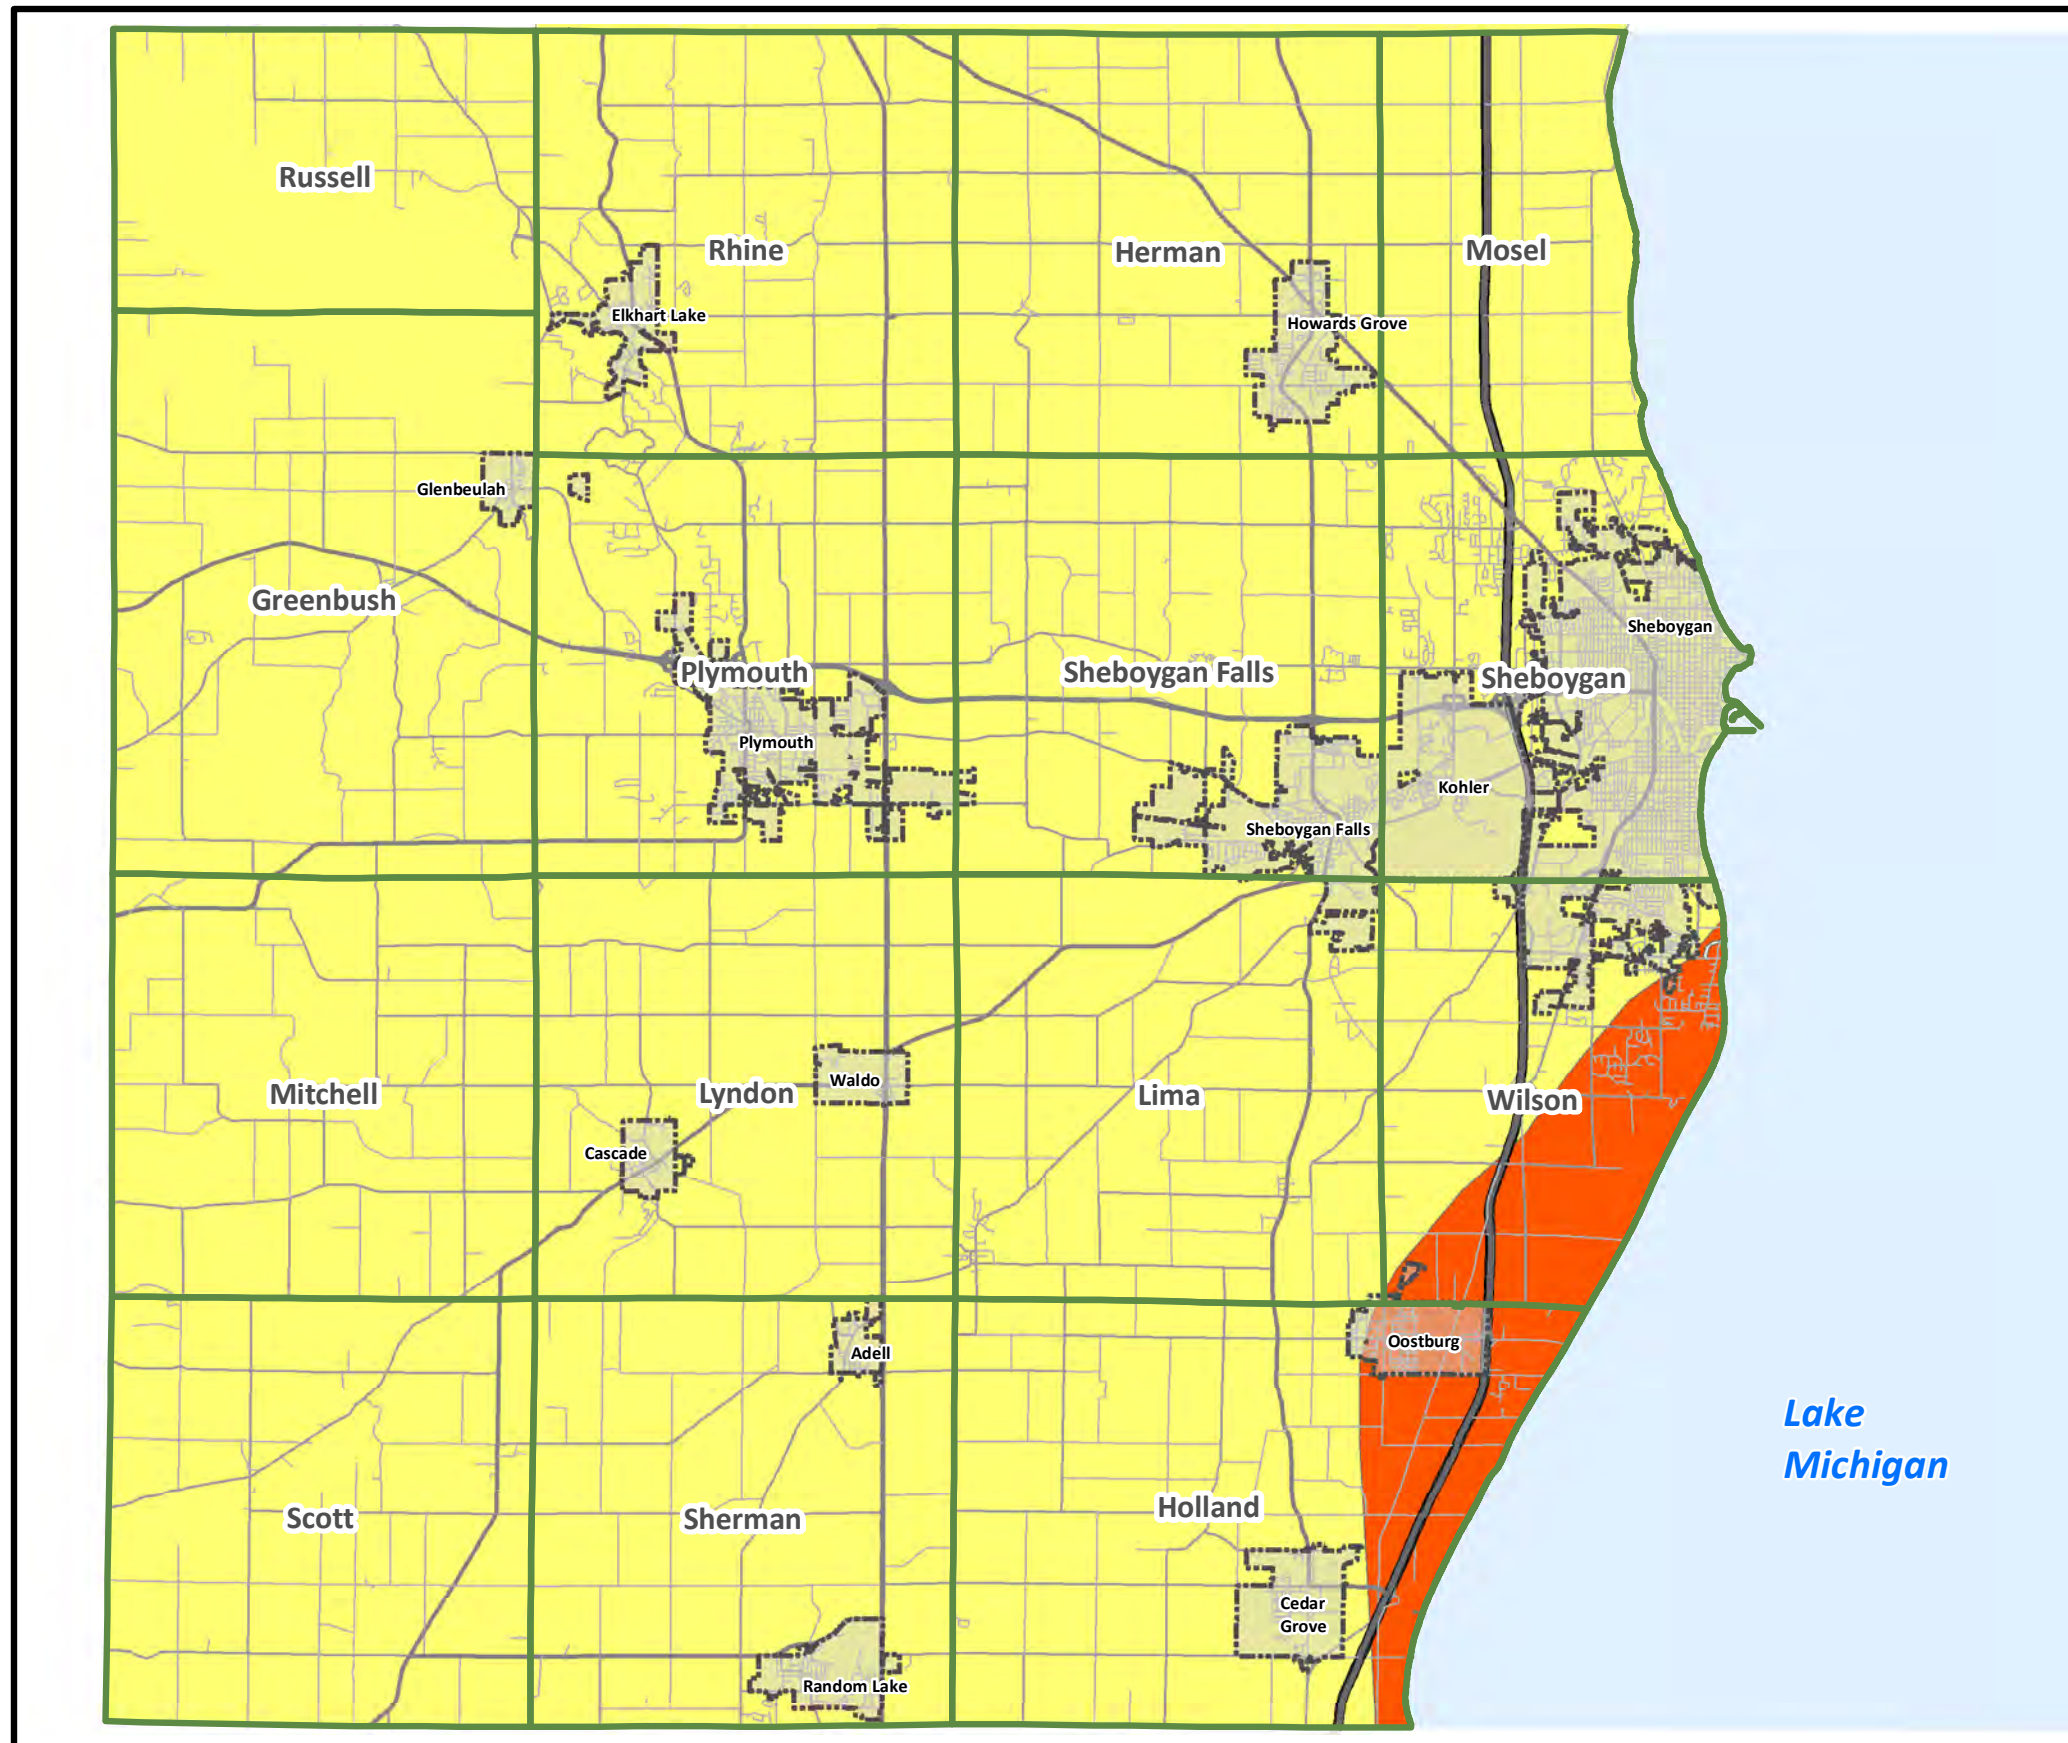 Russell
Rhine
Herman
Mosel
Elkhart Lake
Howards Grove
Glenbeulah
Greenbush
Sheboygan
Plymouth
Sheboygan Falls
Sheboygan
Plymouth
Kohler
Sheboygan Falls
Waldo
Mitchell
Lyndon
Lima
Wilson
Cascade
Oostburg
Adell
Lake
Michigan
Scott
Sherman
Holland
Cedar
Grove
Random Lake